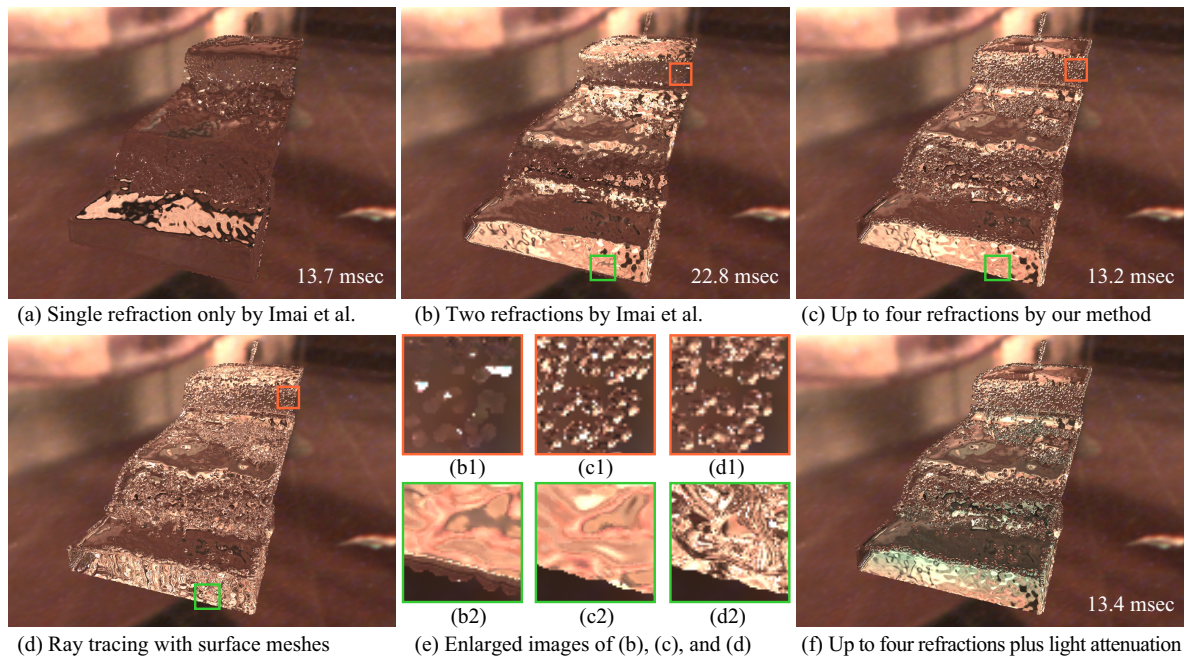 13.7 msec
22.8 msec
13.2 msec
(a) Single refraction only by Imai et al.
(b) Two refractions by Imai et al.
(c) Up to four refractions by our method
(b1)
(c1)
(d1)
(b2)
(c2)
(d2)
13.4 msec
(d) Ray tracing with surface meshes
(e) Enlarged images of (b), (c), and (d)
(f) Up to four refractions plus light attenuation